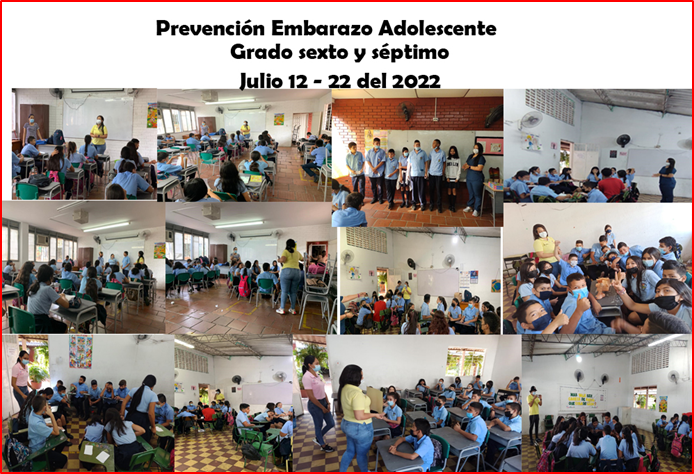 Prevención Embarazo Adolescente
Grado sexto y séptimo
Julio 12 - 22 del 2022